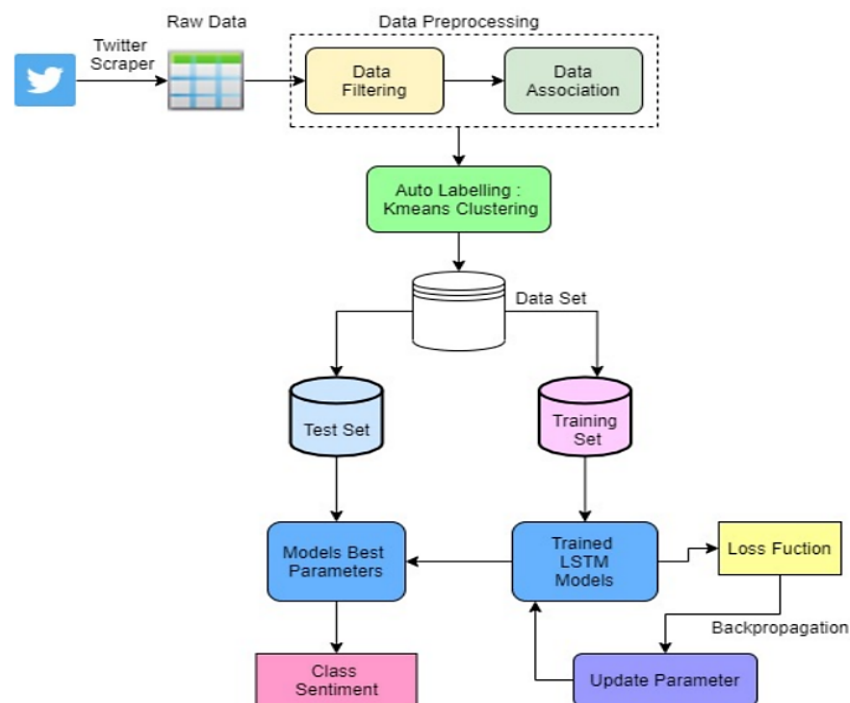 Raw Data
Data Preprocessing
Twitter
Scraper
Data
Filtering
Data
Association
Auto Labelling :
Kmeans Clustering
Data Set
Test Set
Training
Set
Models Best
Parameters
Trained
LSTM
Models
Loss Fuction
Backpropagation
Class
Sentiment
Update Parameter